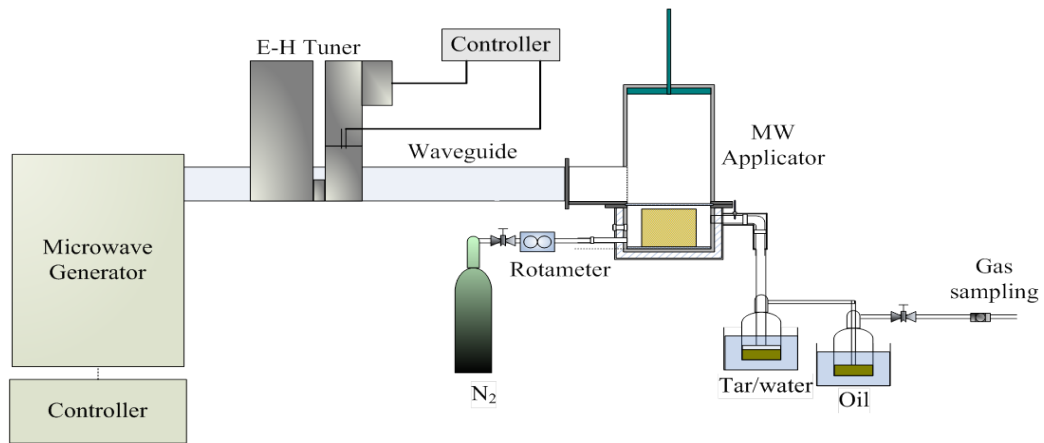 E-H Tuner
Controller
Waveguide
MW
Applicator
Microwave
Generator
Rotameter
Gas
sampling
N₂
Tar/water
Oil
Controller